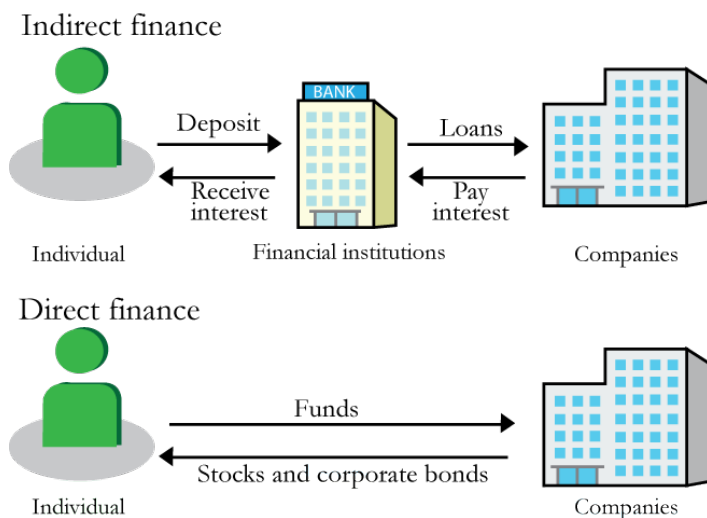 Indirect finance
BANK
Deposit
Loans
Receive
interest
Pay
interest
Individual
Financial institutions
Companies
Direct finance
Funds
Stocks and corporate bonds
Individual
Companies